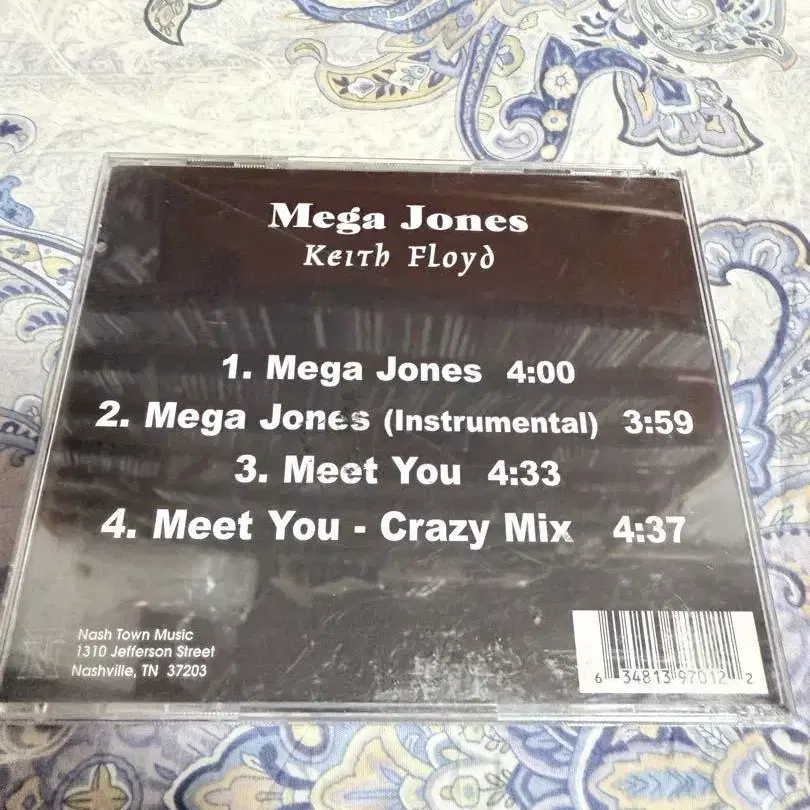 Mega Jones
Keith Floyd
1. Mega Jones 4:00
2. Mega Jones (Instrumental) 3:59
3. Meet You 4:33
4. Meet You - Crazy Mix 4:37
Nash Town Music
1310 Jefferson Street
Nashville, TN 37203
6 34813 97012 2